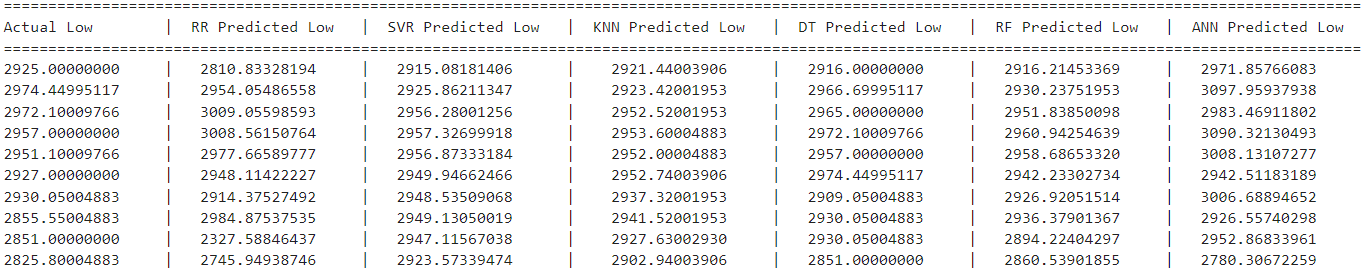 Actual Low | RR Predicted Low | SVR Predicted Low | KNN Predicted Low | DT Predicted Low | RF Predicted Low | ANN Predicted Low
2925.00000000 | 2810.83328194 | 2915.08181406 | 2921.44003906 | 2916.00000000 | 2916.21453369 | 2971.85766083
2974.44995117 | 2954.05486558 | 2925.86211347 | 2923.42001953 | 2966.69995117 | 2930.23751953 | 3097.95937938
2972.10009766 | 3009.05598593 | 2956.28001256 | 2952.52001953 | 2965.00000000 | 2951.83850098 | 2983.46911802
2957.00000000 | 3008.56150764 | 2957.32699918 | 2953.60004883 | 2972.10009766 | 2960.94254639 | 3090.32130493
2951.10009766 | 2977.66589777 | 2956.87333184 | 2952.00004883 | 2957.00000000 | 2958.68653320 | 3008.13107277
2927.00000000 | 2948.11422227 | 2949.94662466 | 2952.74003906 | 2974.44995117 | 2942.23302734 | 2942.51183189
2930.05004883 | 2914.37527492 | 2948.53509068 | 2937.32001953 | 2909.05004883 | 2926.92051514 | 3006.68894652
2855.55004883 | 2984.87537535 | 2949.13050019 | 2941.52001953 | 2930.05004883 | 2936.37901367 | 2926.55740298
2851.00000000 | 2327.58846437 | 2947.11567038 | 2927.63002930 | 2930.05004883 | 2894.22404297 | 2952.86833961
2825.80004883 | 2745.94938746 | 2923.57339474 | 2902.94003906 | 2851.00000000 | 2860.53901855 | 2780.30672259